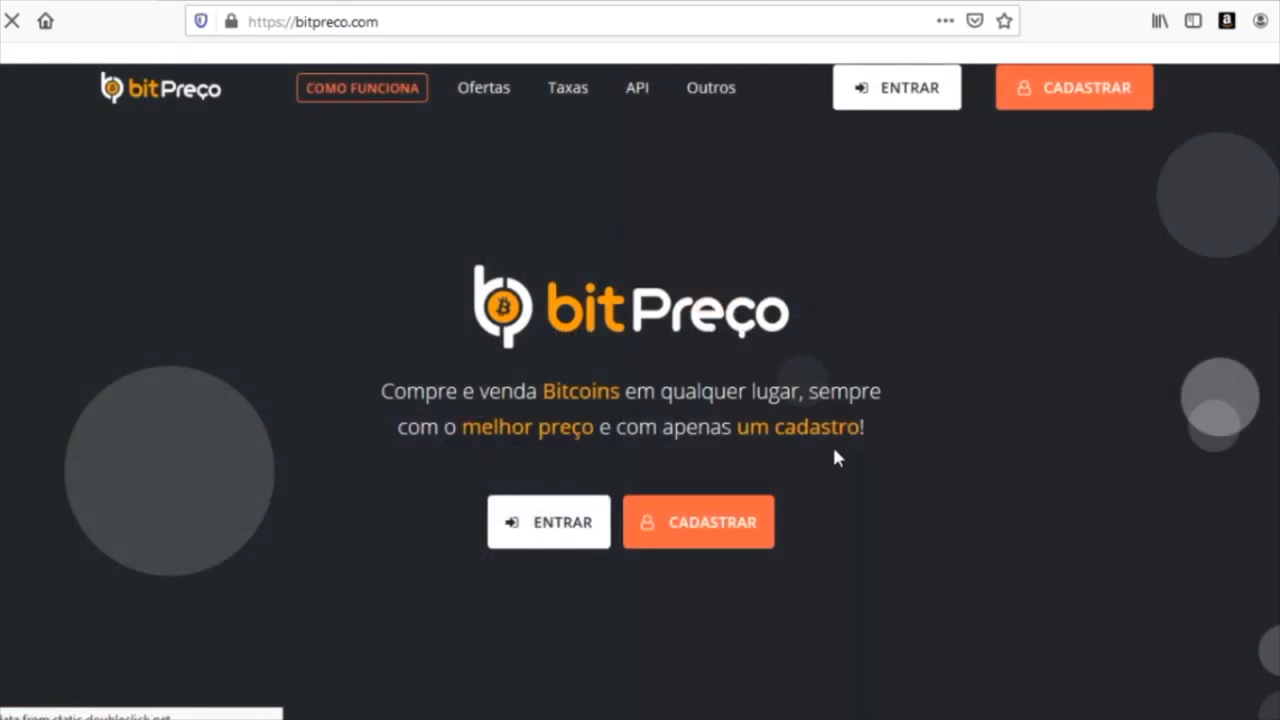 https://bitpreco.com
bitPreço
COMO FUNCIONA
Ofertas
Taxas
API
Outros
ENTRAR
CADASTRAR
bitPreço
Compre e venda Bitcoins em qualquer lugar, sempre
com o melhor preço e com apenas um cadastro!
ENTRAR
CADASTRAR